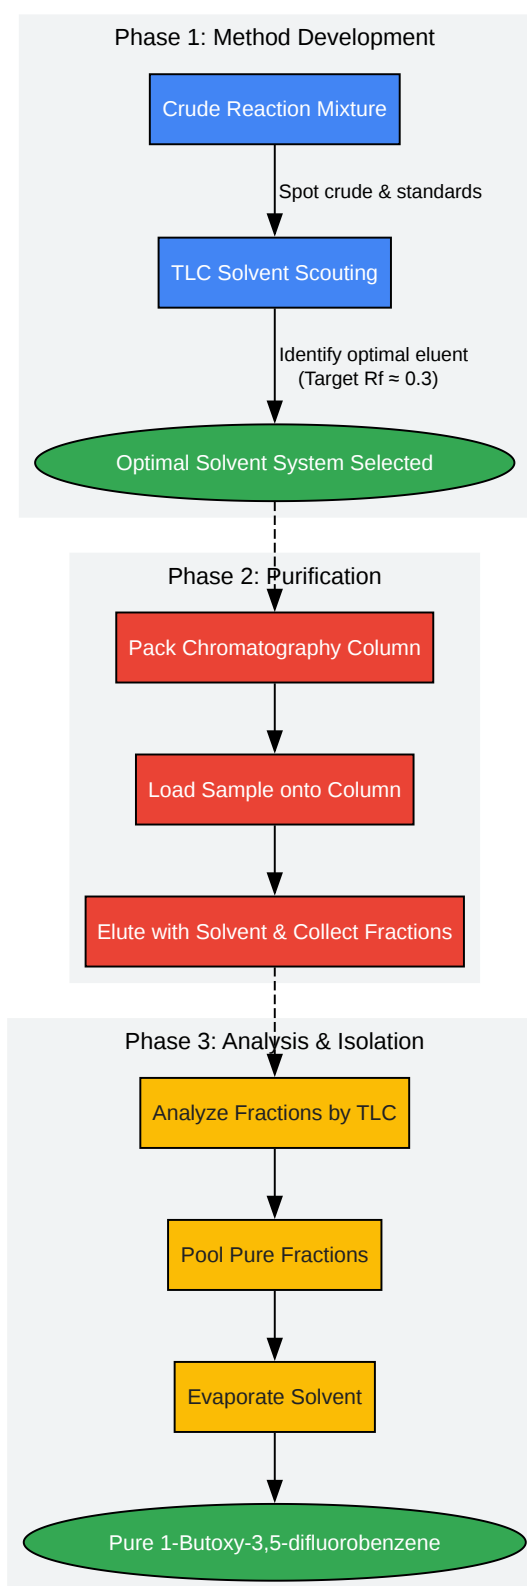 Phase 1: Method Development
Crude Reaction Mixture
Spot crude & standards
TLC Solvent Scouting
Identify optimal eluent
(Target Rf ≈ 0.3)
Optimal Solvent System Selected
Phase 2: Purification
Pack Chromatography Column
Load Sample onto Column
Elute with Solvent & Collect Fractions
Phase 3: Analysis & Isolation
Analyze Fractions by TLC
Pool Pure Fractions
Evaporate Solvent
Pure 1-Butoxy-3,5-difluorobenzene